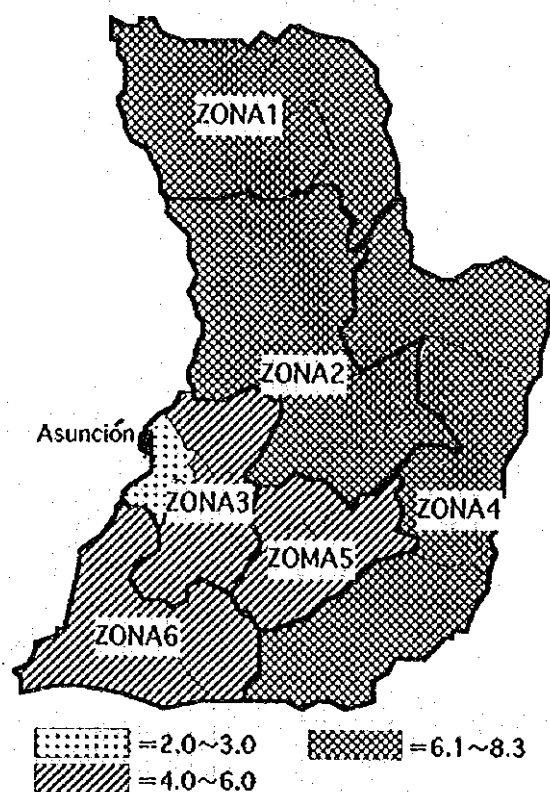 ZONA1
ZONA2
Asunción
ZONA3
ZONA4
ZOMA5
ZONA6
=2.0~3.0
=6.1~8.3
=4.0~6.0